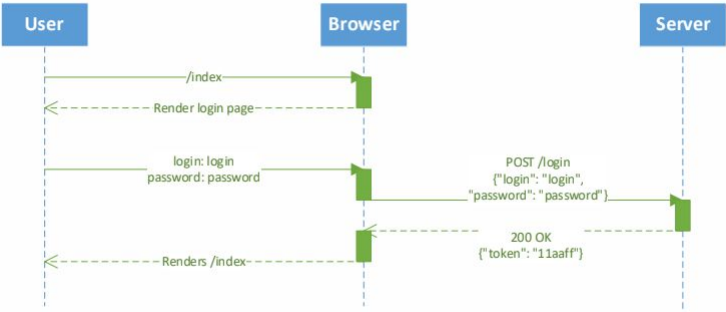 User
Browser
Server
/index
Render login page
login: login
password: password
POST /login
{"login": "login",
"password": "password"}
200 OK
{"token": "11aaff"}
Renders /index